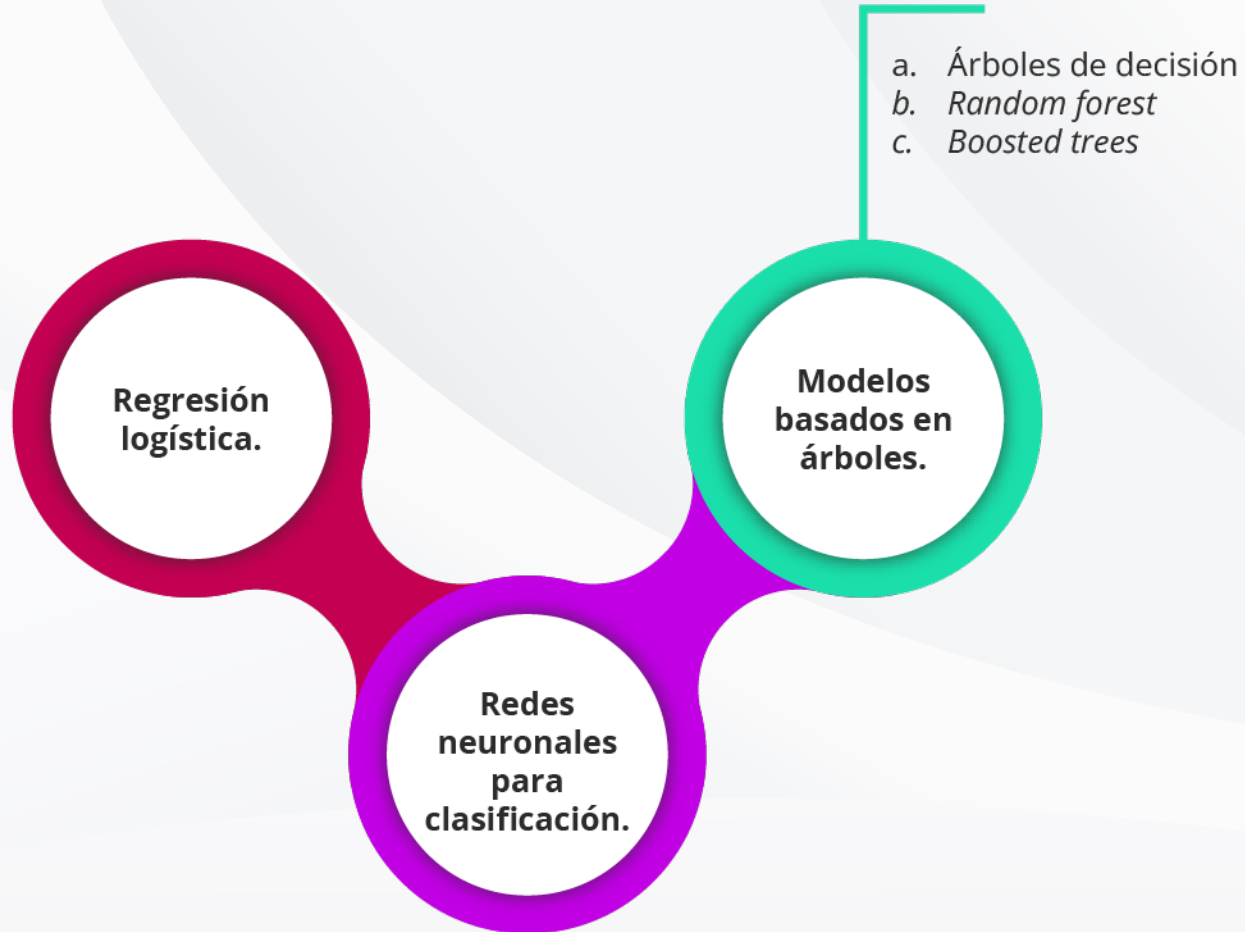 a. Árboles de decisión
b. Random forest
c. Boosted trees
Regresión
logística.
Modelos
basados en
árboles.
Redes
neuronales
para
clasificación.